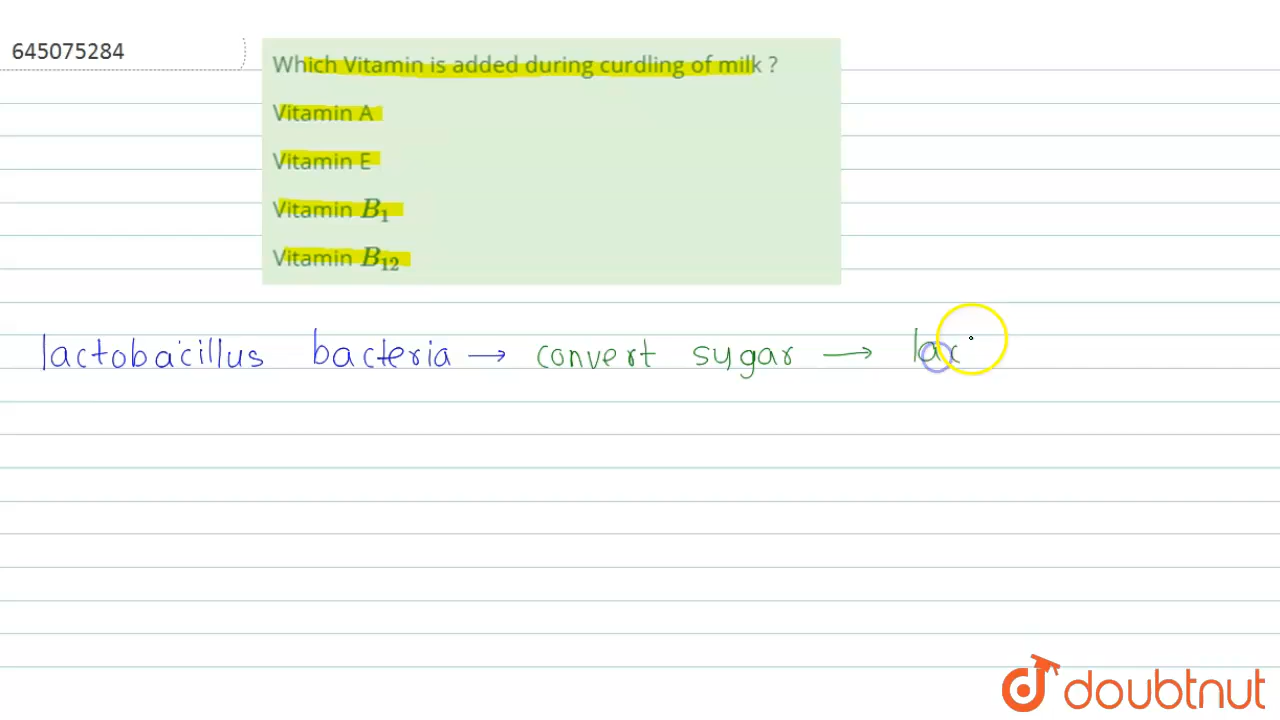 645075284
Which Vitamin is added during curdling of milk ?
Vitamin A
Vitamin E
Vitamin B₁
Vitamin B₁₂
lactobacillus bacteria → convert sugar →
doubtnut